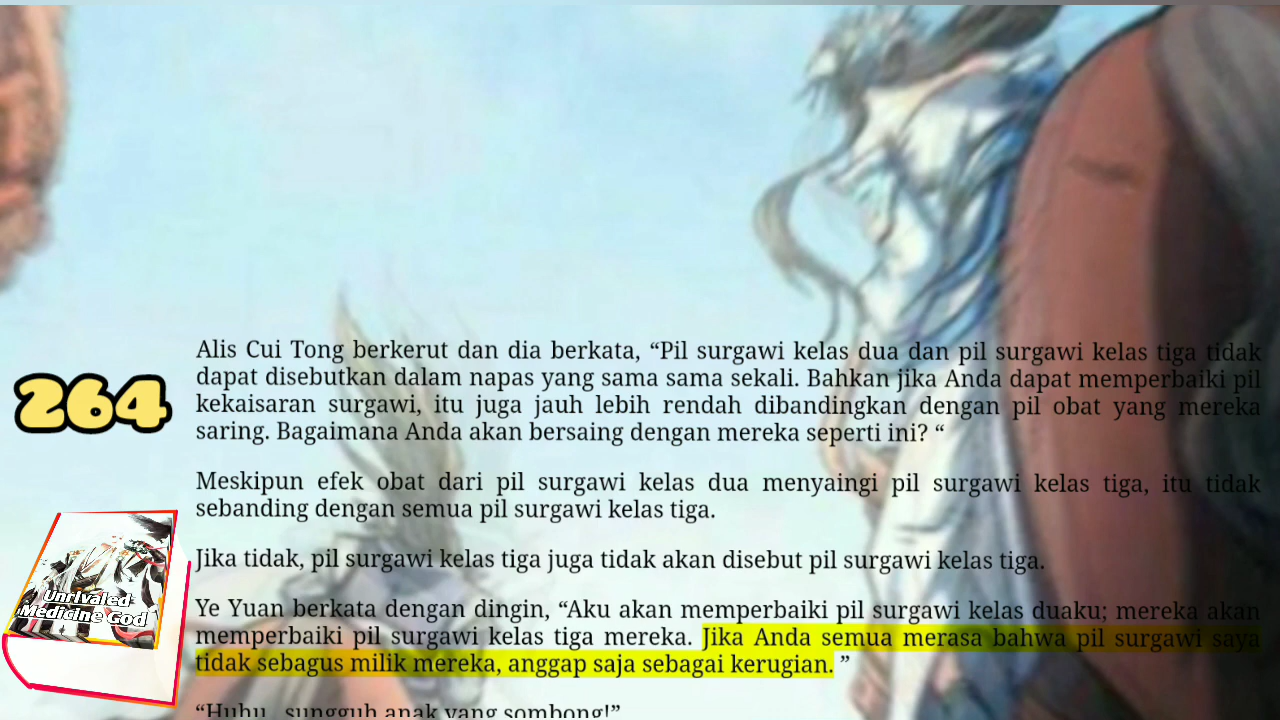 Alis Cui Tong berkerut dan dia berkata, “Pil surgawi kelas dua dan pil surgawi kelas tiga tidak
dapat disebutkan dalam napas yang sama sama sekali. Bahkan jika Anda dapat memperbaiki pil
kekaisaran surgawi, itu juga jauh lebih rendah dibandingkan dengan pil obat yang mereka
saring. Bagaimana Anda akan bersaing dengan mereka seperti ini? “
264
Meskipun efek obat dari pil surgawi kelas dua menyaingi pil surgawi kelas tiga, itu tidak
sebanding dengan semua pil surgawi kelas tiga.
Jika tidak, pil surgawi kelas tiga juga tidak akan disebut pil surgawi kelas tiga.
Unrivaled
Medicine God
Ye Yuan berkata dengan dingin, “Aku akan memperbaiki pil surgawi kelas duaku; mereka akan
memperbaiki pil surgawi kelas tiga mereka. Jika Anda semua merasa bahwa pil surgawi saya
tidak sebagus milik mereka, anggap saja sebagai kerugian. ”
“Huhu, sungguh anak yang sombong!”